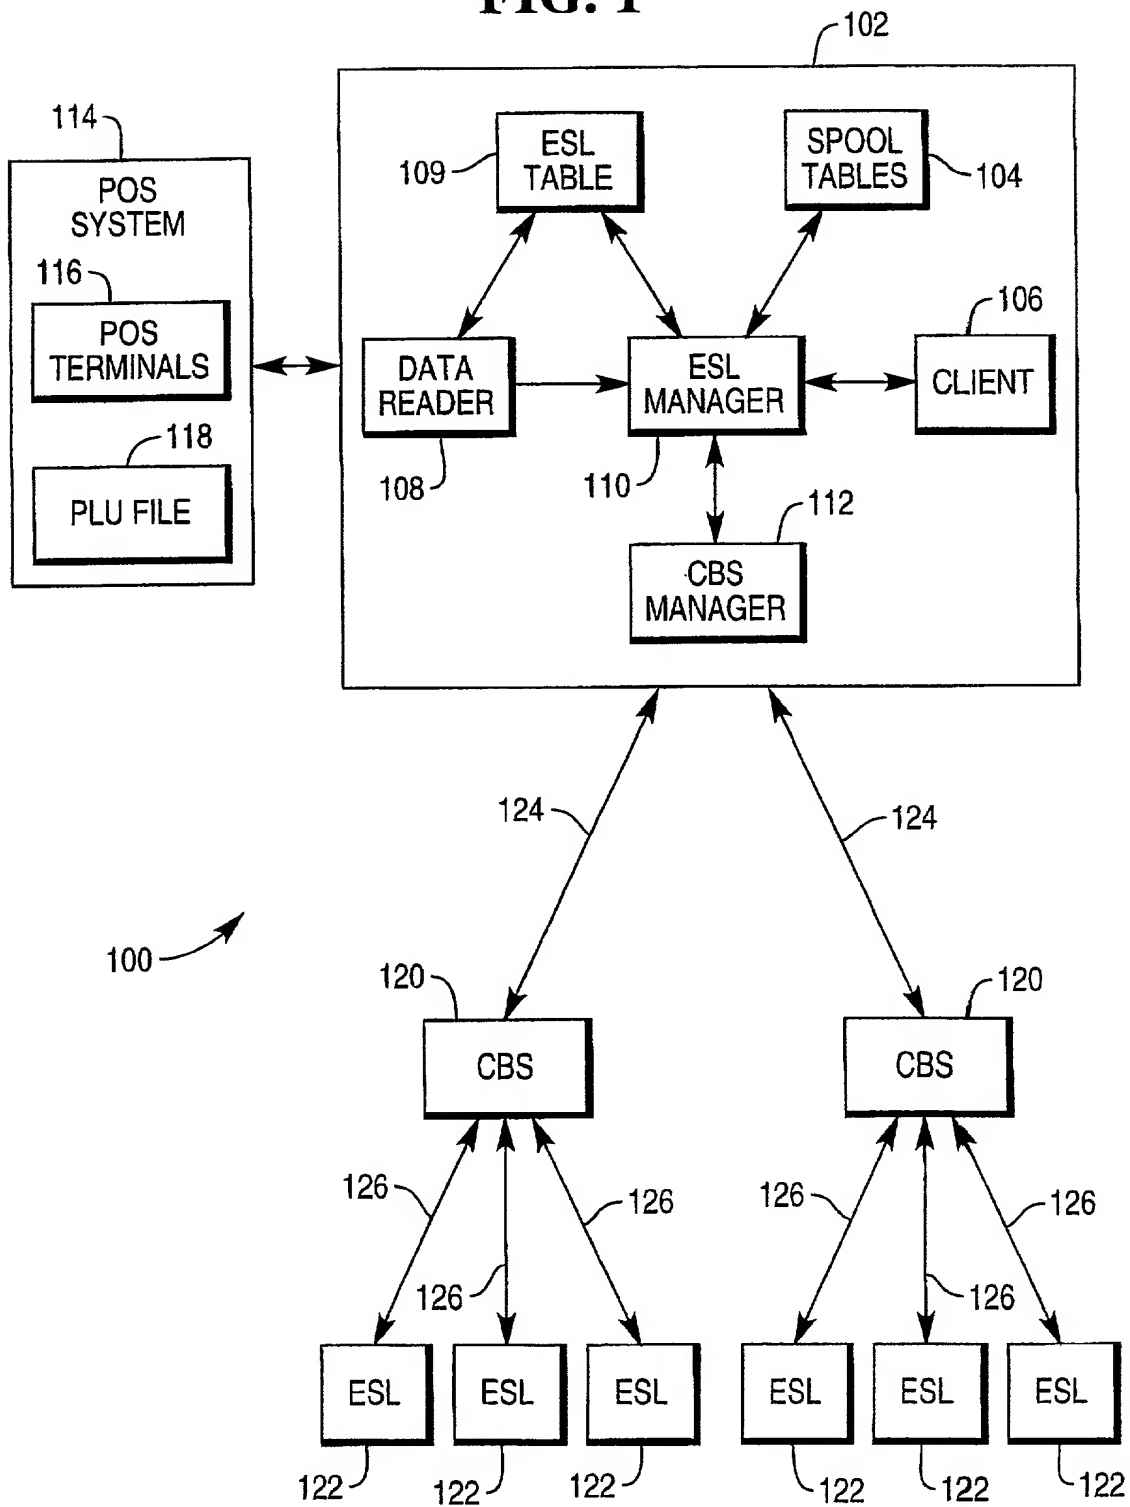 FIG. 1
102
114
ESL
TABLE
109
SPOOL
TABLES
104
POS
SYSTEM
116
POS
TERMINALS
118
PLU FILE
DATA
READER
108
ESL
MANAGER
110
106
CLIENT
112
CBS
MANAGER
124
124
100
120
CBS
120
CBS
126
126
126
126
126
126
ESL
ESL
ESL
ESL
ESL
ESL
122
122
122
122
122
122